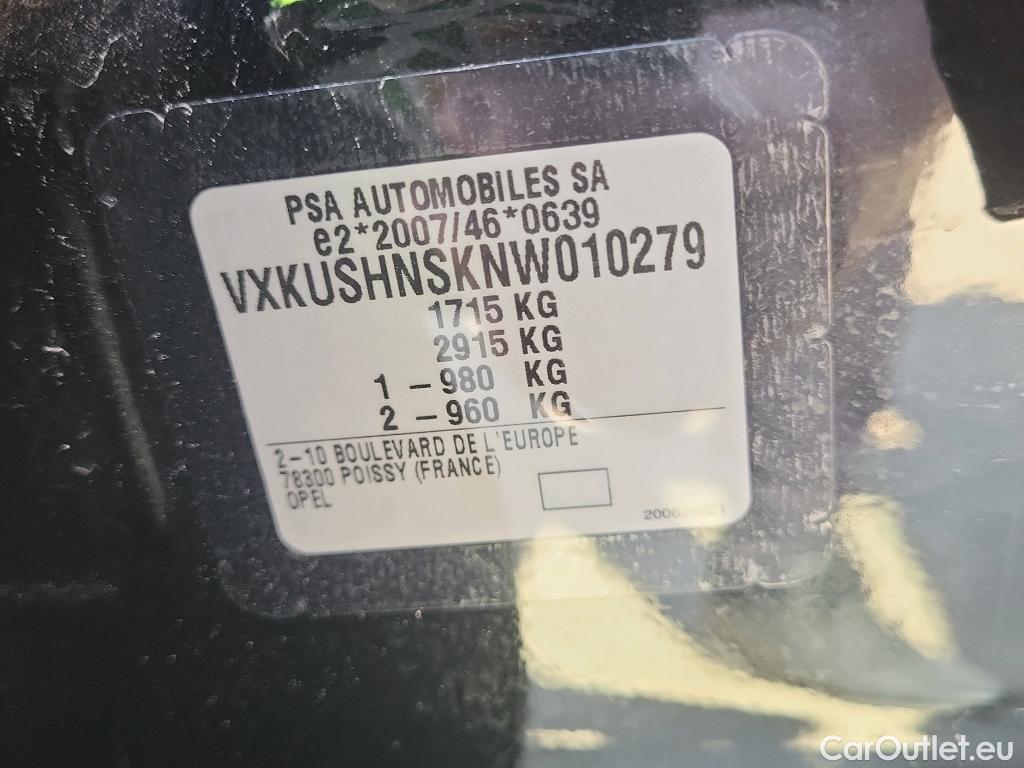 PSA AUTOMOBILES SA
e2*2007/46*0639
VXKUSHNSKNW010279
1715 KG
2915 KG
1 - 980 KG
2 - 960 KG
2-10 BOULEVARD DE L'EUROPE
78300 POISSY (FRANCE)
OPEL
CarOutlet.eu